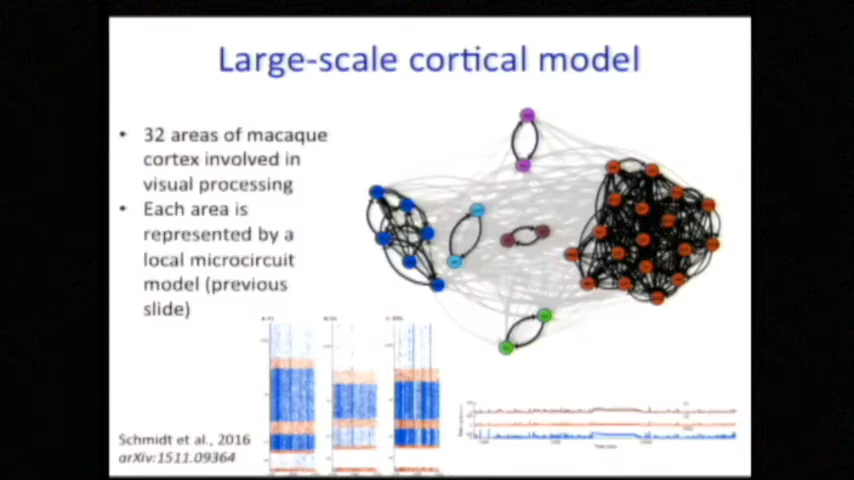 Large-scale cortical model
• 32 areas of macaque
cortex involved in
visual processing
• Each area is
represented by a
local microcircuit
model (previous
slide)
Schmidt et al., 2016
arXiv:1511.09364